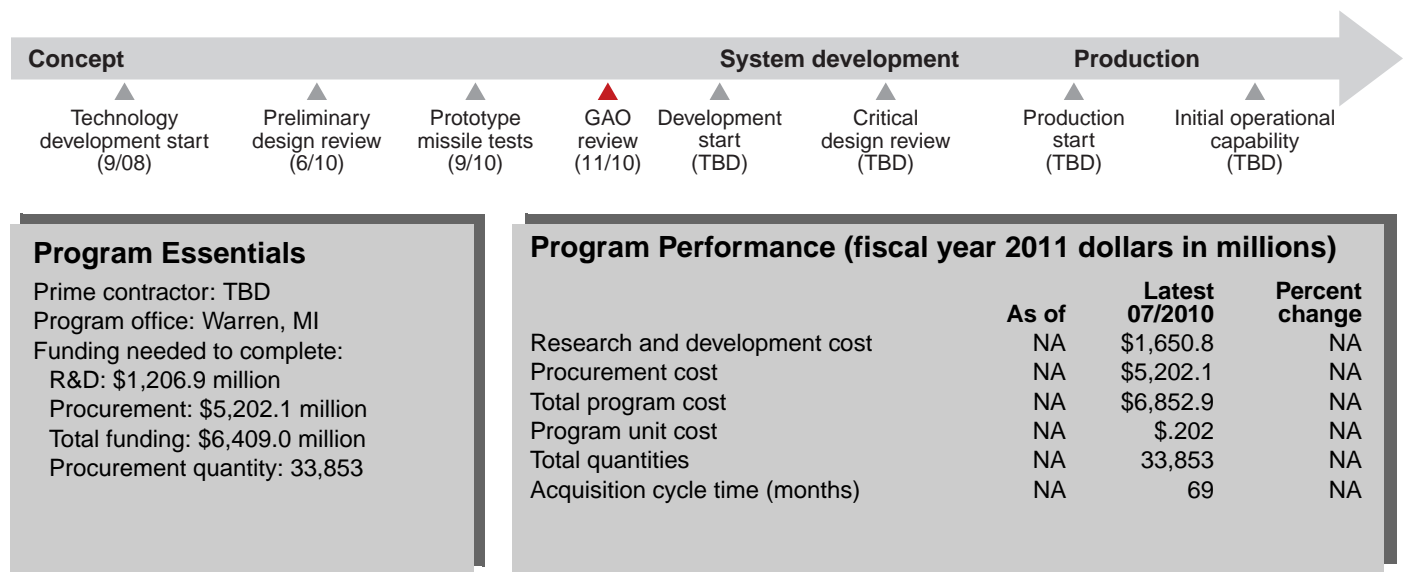 Concept System development Production
Technology development start (9/08)
Preliminary design review (6/10)
Prototype missile tests (9/10)
GAO review (11/10)
Development start (TBD)
Critical design review (TBD)
Production start (TBD)
Initial operational capability (TBD)
Program Essentials
Prime contractor: TBD
Program office: Warren, MI
Funding needed to complete:
R&D: $1,206.9 million
Procurement: $5,202.1 million
Total funding: $6,409.0 million
Procurement quantity: 33,853
Program Performance (fiscal year 2011 dollars in millions)
As of Latest 07/2010 Percent change
Research and development cost NA $1,650.8 NA
Procurement cost NA $5,202.1 NA
Total program cost NA $6,852.9 NA
Program unit cost NA $.202 NA
Total quantities NA 33,853 NA
Acquisition cycle time (months) NA 69 NA